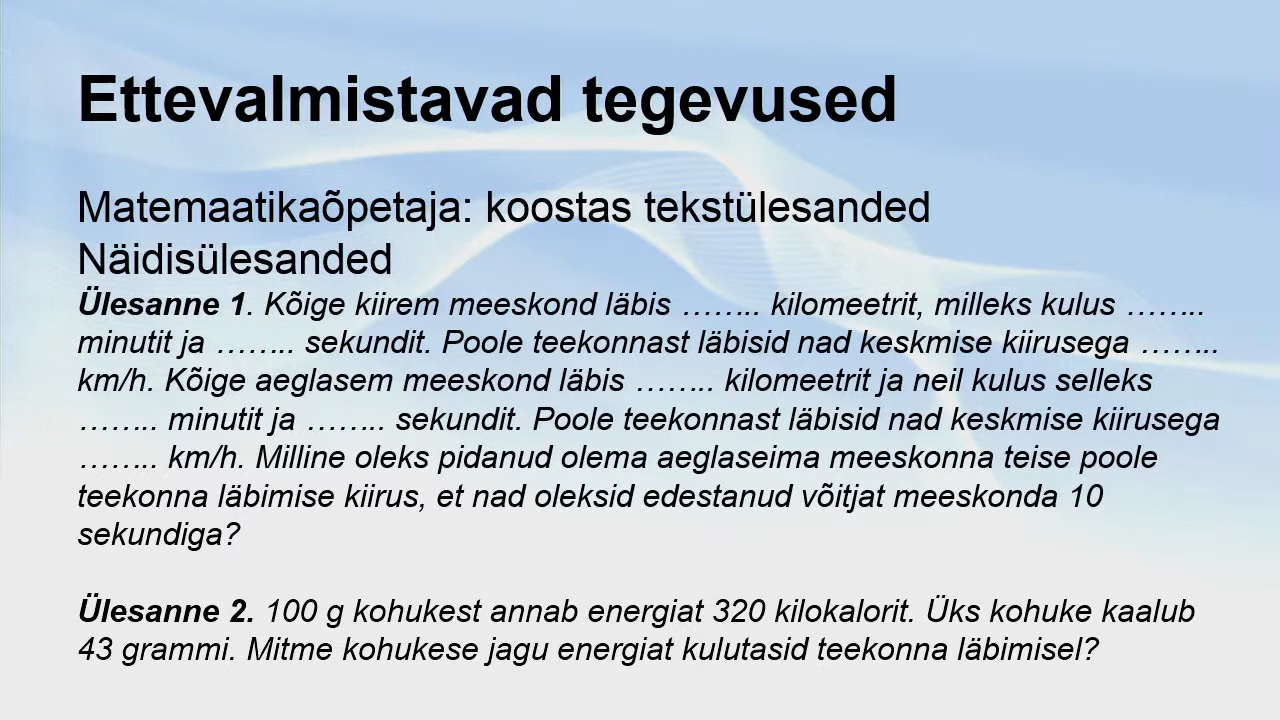 Ettevalmistavad tegevused
Matemaatikaõpetaja: koostas tekstülesanded
Näidisülesanded
Ülesanne 1. Kõige kiirem meeskond läbis …….. kilomeetrit, milleks kulus ……..
minutit ja …….. sekundit. Poole teekonnast läbisid nad keskmise kiirusega ……..
km/h. Kõige aeglasem meeskond läbis …….. kilomeetrit ja neil kulus selleks
…….. minutit ja …….. sekundit. Poole teekonnast läbisid nad keskmise kiirusega
…….. km/h. Milline oleks pidanud olema aeglaseima meeskonna teise poole
teekonna läbimise kiirus, et nad oleksid edestanud võitjat meeskonda 10
sekundiga?
Ülesanne 2. 100 g kohukest annab energiat 320 kilokalorit. Üks kohuke kaalub
43 grammi. Mitme kohukese jagu energiat kulutasid teekonna läbimisel?